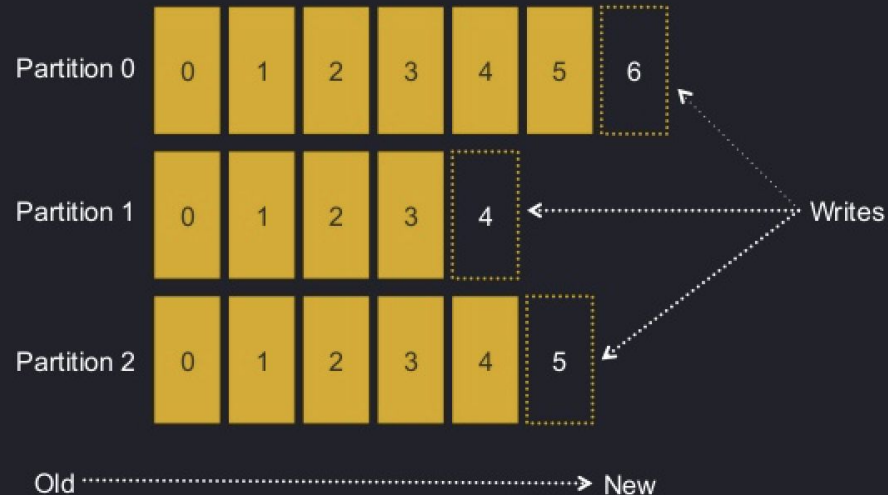 Partition 0 0 1 2 3 4 5 6
Partition 1 0 1 2 3 4
Writes
Partition 2 0 1 2 3 4 5
Old New